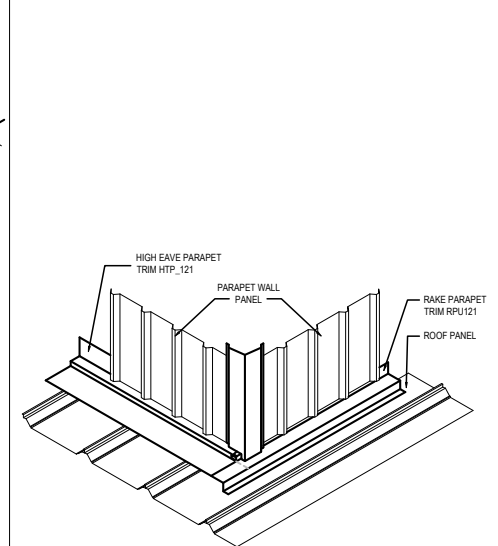 HIGH EAVE PARAPET
TRIM HTP_121
PARAPET WALL
PANEL
RAKE PARAPET
TRIM RPU121
ROOF PANEL